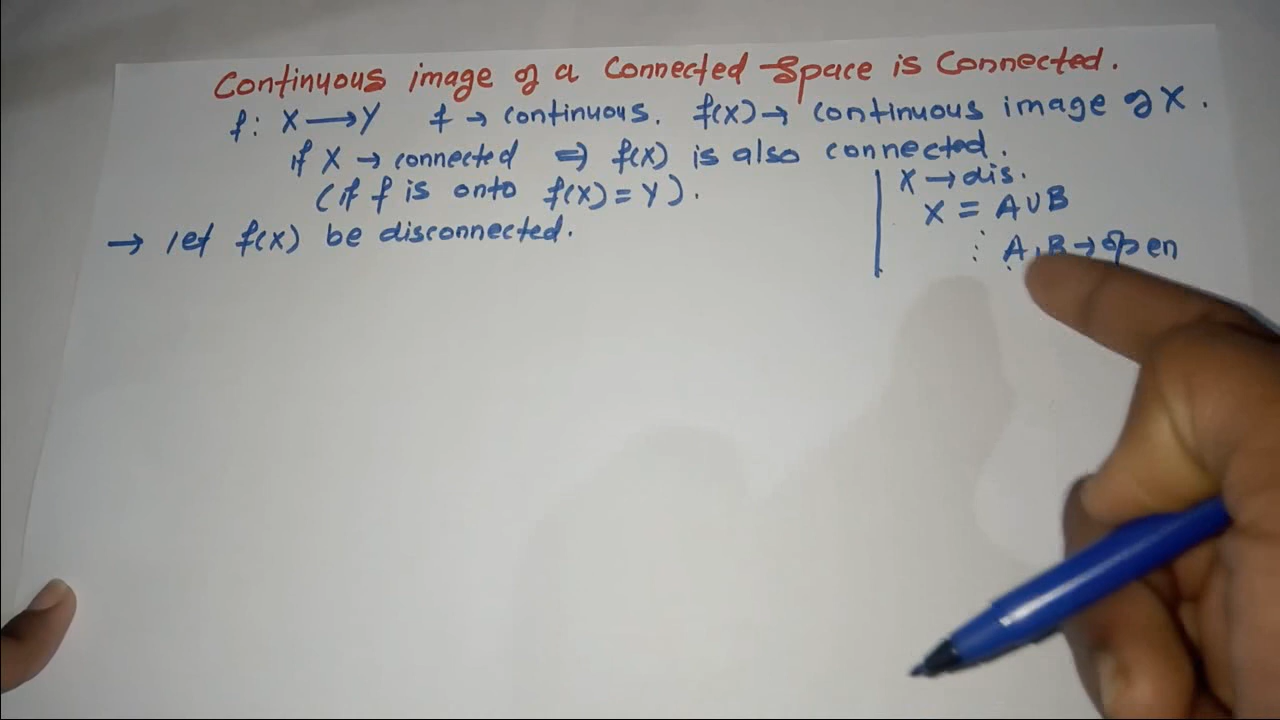 Continuous image of a Connected Space is Connected.
f: X → Y f → continuous. f(X) → continuous image of X.
if X → connected ⇒ f(X) is also connected.
(if f is onto f(X) = Y).
→ let f(X) be disconnected.
X → dis.
X = A ∪ B
⋮ A, B → open